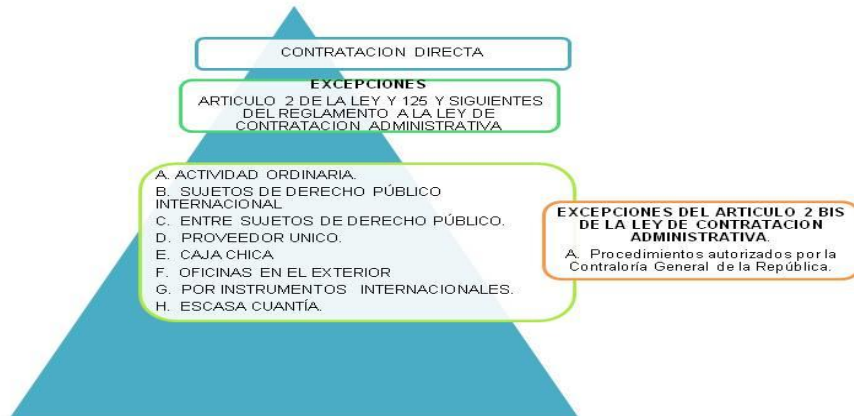 CONTRATACION DIRECTA
EXCEPCIONES
ARTICULO 2 DE LA LEY Y 125 Y SIGUIENTES
DEL REGLAMENTO A LA LEY DE
CONTRATACION ADMINISTRATIVA
A. ACTIVIDAD ORDINARIA.
B. SUJETOS DE DERECHO PÚBLICO
INTERNACIONAL
C. ENTRE SUJETOS DE DERECHO PÚBLICO.
D. PROVEEDOR UNICO.
E. CAJA CHICA
F. OFICINAS EN EL EXTERIOR
G. POR INSTRUMENTOS INTERNACIONALES.
H. ESCASA CUANTÍA.
EXCEPCIONES DEL ARTICULO 2 BIS
DE LA LEY DE CONTRATACION
ADMINISTRATIVA.
A. Procedimientos autorizados por la
Contraloría General de la República.